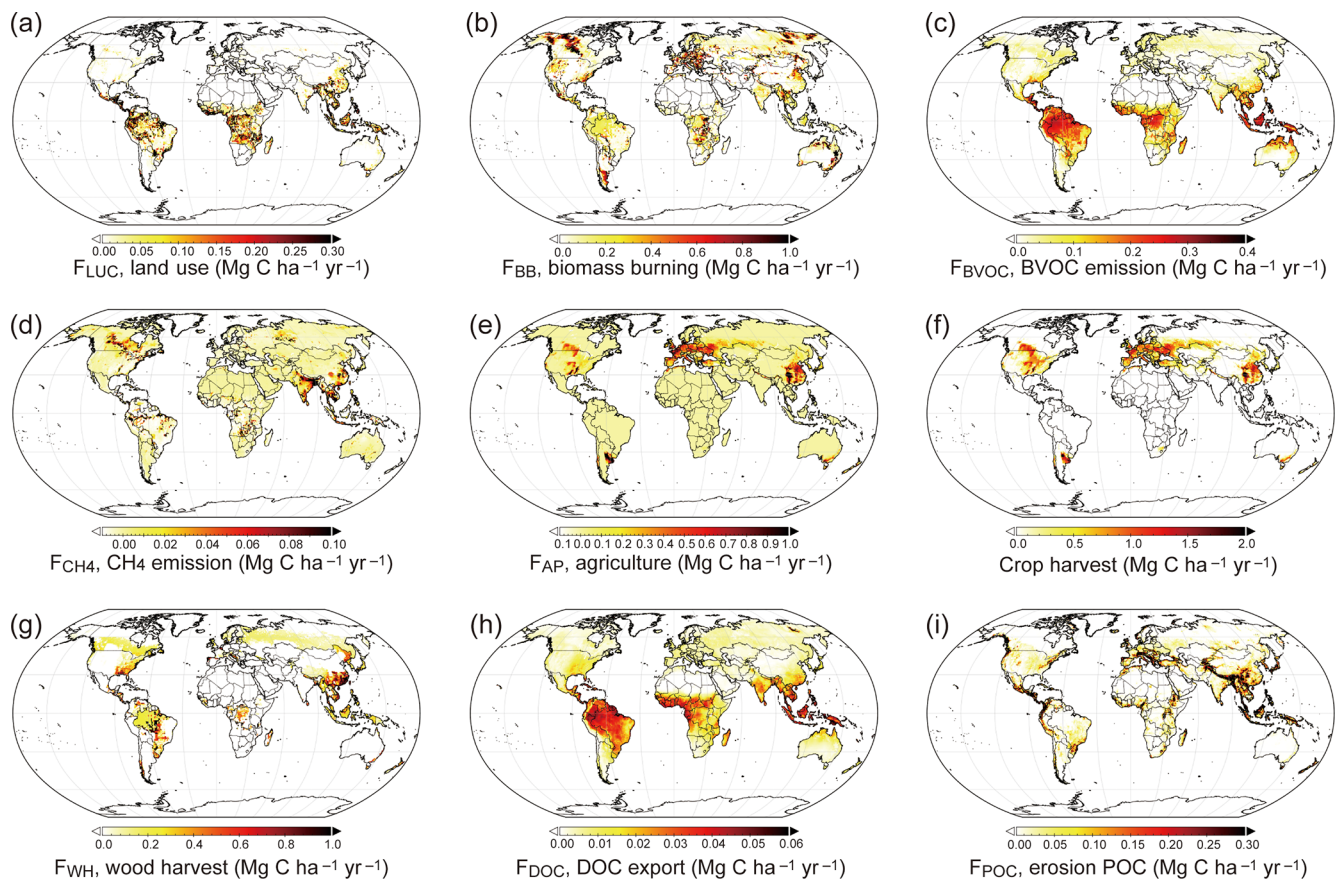 (a) (b) (c)
0.00 0.05 0.10 0.15 0.20 0.25 0.30 0.0 0.2 0.4 0.6 0.8 1.0 0.0 0.1 0.2 0.3 0.4
F_LUC, land use (Mg C ha⁻¹ yr⁻¹) F_BB, biomass burning (Mg C ha⁻¹ yr⁻¹) F_BVOC, BVOC emission (Mg C ha⁻¹ yr⁻¹)
(d) (e) (f)
0.00 0.02 0.04 0.06 0.08 0.10 0.1 0.0 0.1 0.2 0.3 0.4 0.5 0.6 0.7 0.8 0.9 1.0 0.0 0.5 1.0 1.5 2.0
F_CH4, CH4 emission (Mg C ha⁻¹ yr⁻¹) F_AP, agriculture (Mg C ha⁻¹ yr⁻¹) Crop harvest (Mg C ha⁻¹ yr⁻¹)
(g) (h) (i)
0.0 0.2 0.4 0.6 0.8 1.0 0.00 0.01 0.02 0.03 0.04 0.05 0.06 0.00 0.05 0.10 0.15 0.20 0.25 0.30
F_WH, wood harvest (Mg C ha⁻¹ yr⁻¹) F_DOC, DOC export (Mg C ha⁻¹ yr⁻¹) F_POC, erosion POC (Mg C ha⁻¹ yr⁻¹)